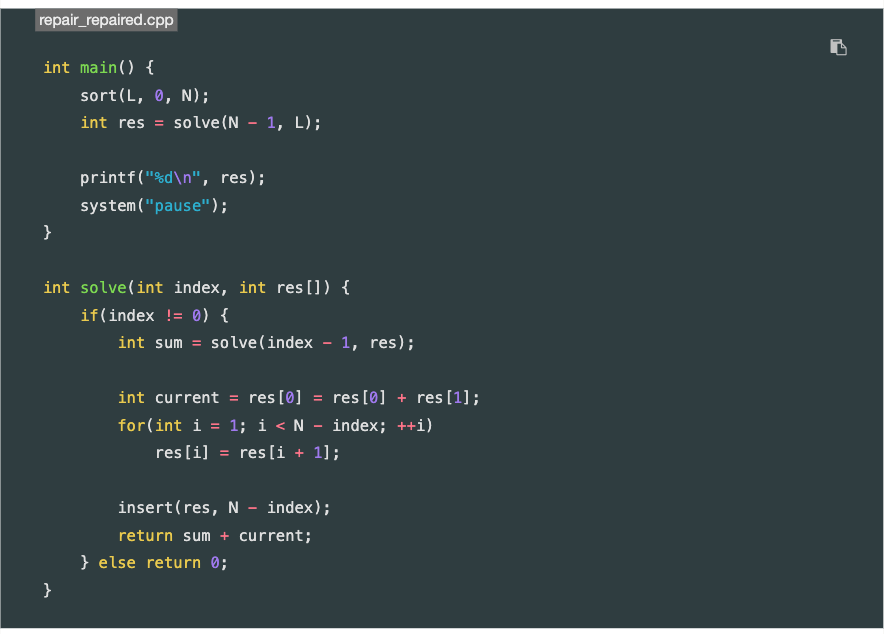 repair_repaired.cpp
int main() {
    sort(L, 0, N);
    int res = solve(N - 1, L);

    printf("%d\n", res);
    system("pause");
}

int solve(int index, int res[]) {
    if(index != 0) {
        int sum = solve(index - 1, res);

        int current = res[0] = res[0] + res[1];
        for(int i = 1; i < N - index; ++i)
            res[i] = res[i + 1];

        insert(res, N - index);
        return sum + current;
    } else return 0;
}